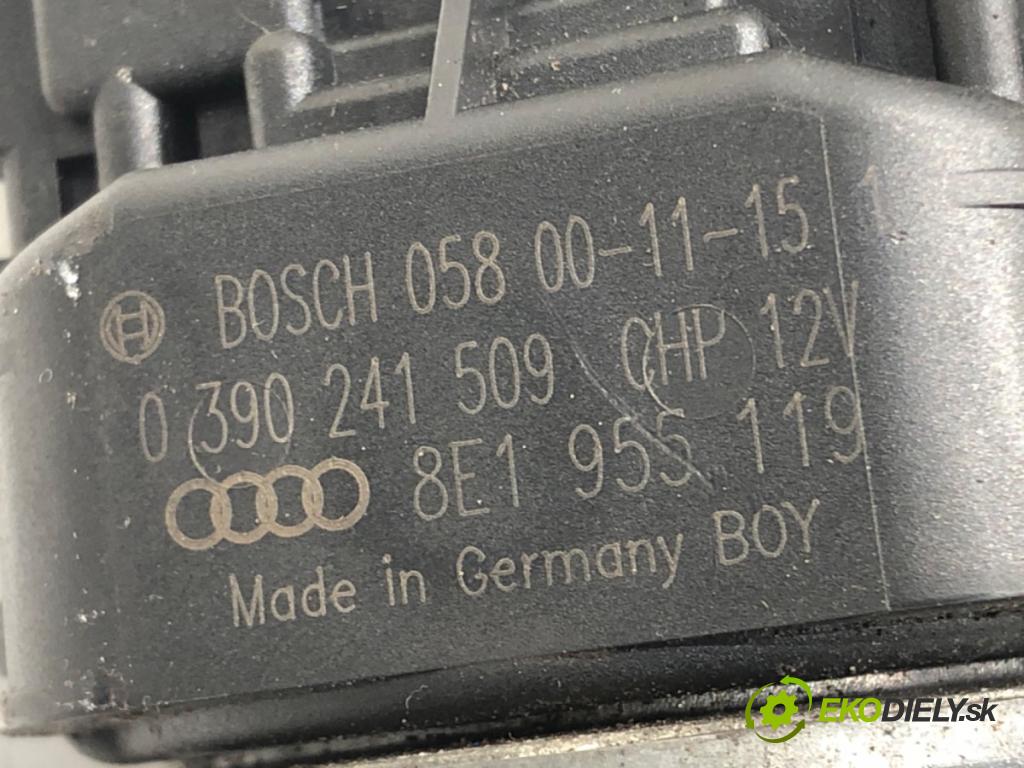 BOSCH 058 00-11-15 1
0 390 241 509 CHP 12V
8E1 955 119
Made in Germany BOY
EKODIELY.sk